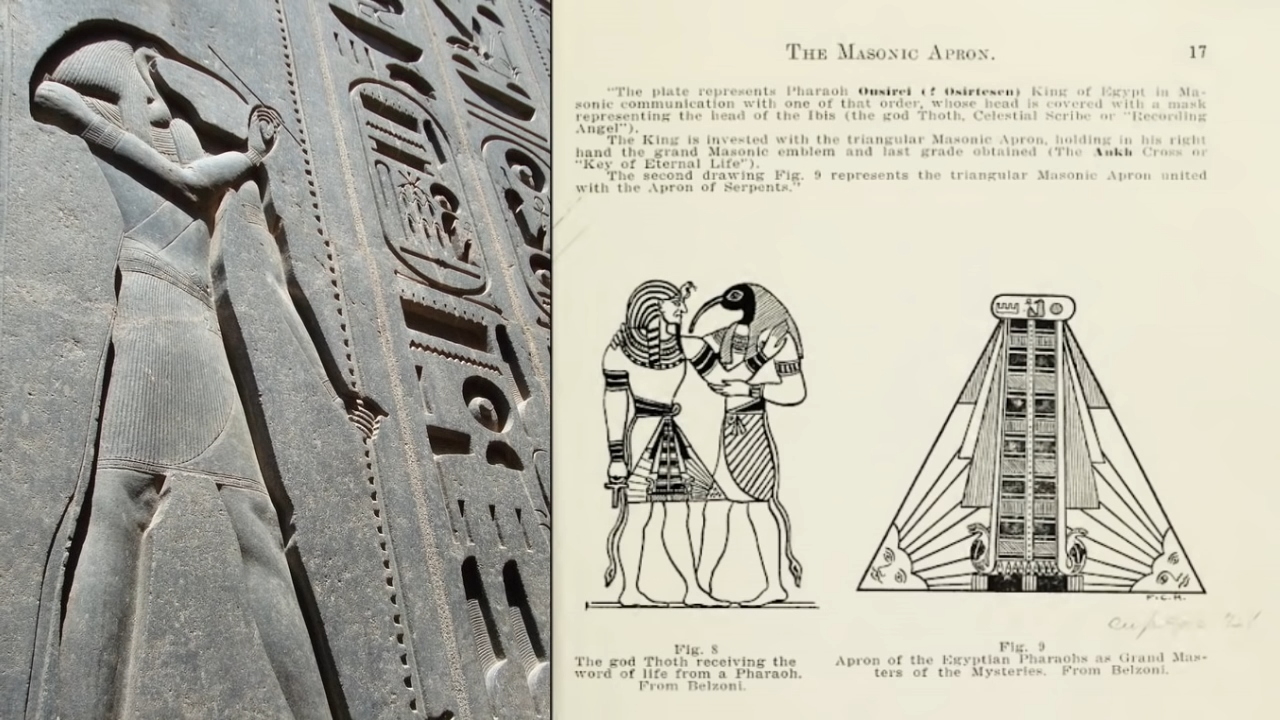 THE MASONIC APRON. 17
"The plate represents Pharaoh Ousirei (? Osirtesen) King of Egypt in Ma-
sonic communication with one of that order, whose head is covered with a mask
representing the head of the Ibis (the god Thoth, Celestial Scribe or "Recording
Angel").
The King is invested with the triangular Masonic Apron, holding in his right
hand the grand Masonic emblem and last grade obtained (The Ankh Cross or
"Key of Eternal Life").
The second drawing Fig. 9 represents the triangular Masonic Apron united
with the Apron of Serpents."
F.C.H.
Fig. 8
The god Thoth receiving the
word of life from a Pharaoh.
From Belzoni.
Fig. 9
Apron of the Egyptian Pharaohs as Grand Mas-
ters of the Mysteries. From Belzoni.